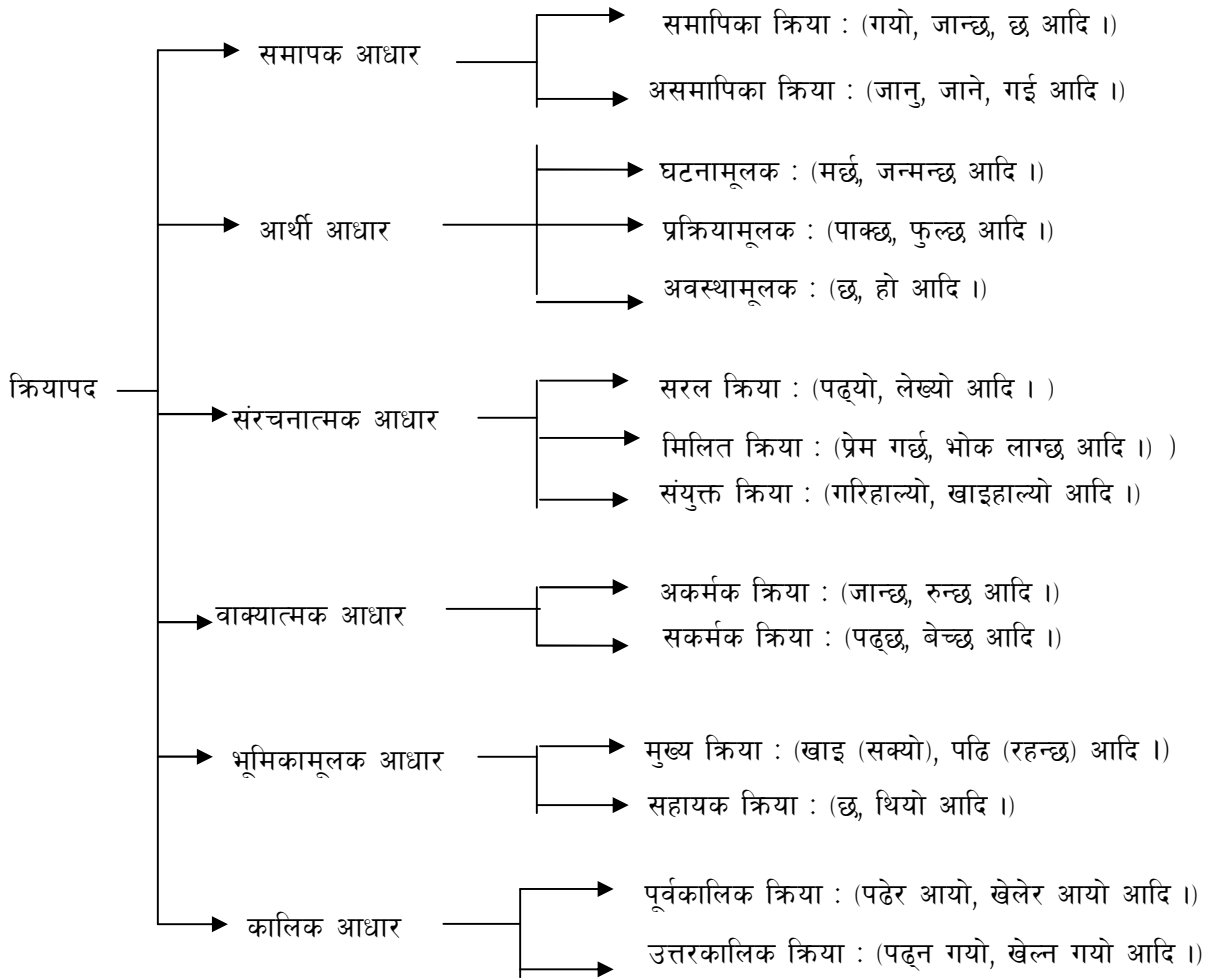 समापिका क्रिया : (गयो, जान्छ, छ आदि ।)
समापक आधार
असमापिका क्रिया : (जानु, जाने, गई आदि ।)
घटनामूलक : (मर्छ, जन्मन्छ आदि ।)
आर्थी आधार
प्रक्रियामूलक : (पाक्छ, फुल्छ आदि ।)
अवस्थामूलक : (छ, हो आदि ।)
क्रियापद
सरल क्रिया : (पढ्यो, लेख्यो आदि । )
संरचनात्मक आधार
मिलित क्रिया : (प्रेम गर्छ, भोक लाग्छ आदि ।) )
संयुक्त क्रिया : (गरिहाल्यो, खाइहाल्यो आदि ।)
अकर्मक क्रिया : (जान्छ, रुन्छ आदि ।)
वाक्यात्मक आधार
सकर्मक क्रिया : (पढ्छ, बेच्छ आदि ।)
मुख्य क्रिया : (खाइ (सक्यो), पढि (रहन्छ) आदि ।)
भूमिकामूलक आधार
सहायक क्रिया : (छ, थियो आदि ।)
पूर्वकालिक क्रिया : (पढेर आयो, खेलेर आयो आदि ।)
कालिक आधार
उत्तरकालिक क्रिया : (पढ्न गयो, खेल्न गयो आदि ।)